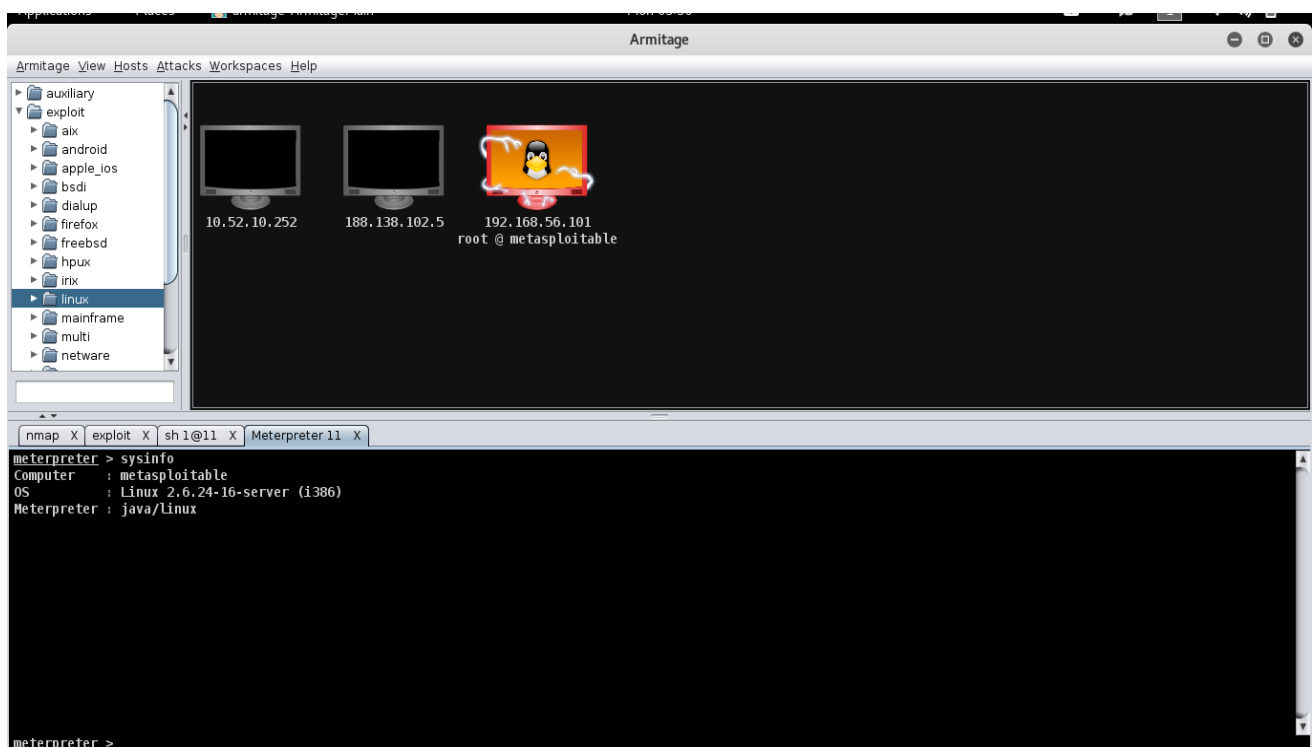 Armitage
Armitage View Hosts Attacks Workspaces Help
auxiliary
exploit
aix
android
apple_ios
bsdi
dialup
firefox
freebsd
hpux
irix
linux
mainframe
multi
netware
10.52.10.252
188.138.102.5
192.168.56.101
root @ metasploitable
nmap X exploit X sh 1@11 X Meterpreter 11 X
meterpreter > sysinfo
Computer : metasploitable
OS : Linux 2.6.24-16-server (i386)
Meterpreter : java/linux
meterpreter >